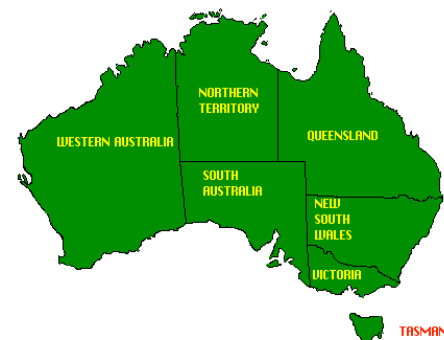 NORTHERN
TERRITORY
WESTERN AUSTRALIA
QUEENSLAND
SOUTH
AUSTRALIA
NEW
SOUTH
WALES
VICTORIA
TASMAN